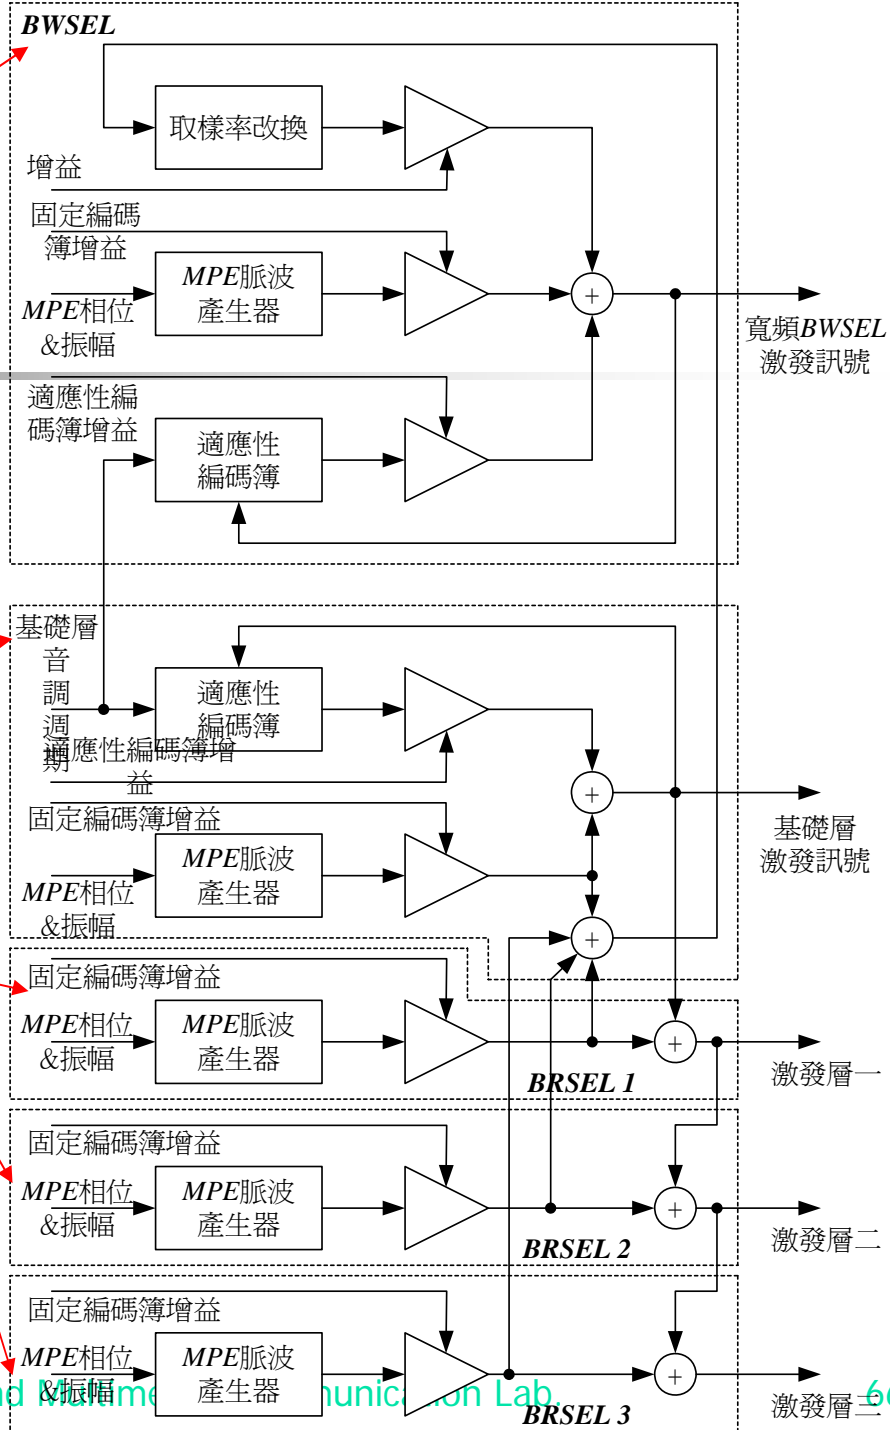 BWSEL
取樣率改換
增益
固定編碼
簿增益
MPE脈波
產生器
+
MPE相位
&振幅
寬頻BWSEL
激發訊號
適應性編
碼簿增益
適應性
編碼簿
基礎層
音
調
週
期
適應性
編碼簿
適應性編碼簿增
益
+
固定編碼簿增益
基礎層
激發訊號
MPE脈波
產生器
MPE相位
&振幅
+
固定編碼簿增益
MPE相位
&振幅
MPE脈波
產生器
+
激發層一
BRSEL 1
固定編碼簿增益
MPE相位
&振幅
MPE脈波
產生器
+
激發層二
BRSEL 2
固定編碼簿增益
MPE相位
&振幅
MPE脈波
產生器
+
激發層三
BRSEL 3
Lab.